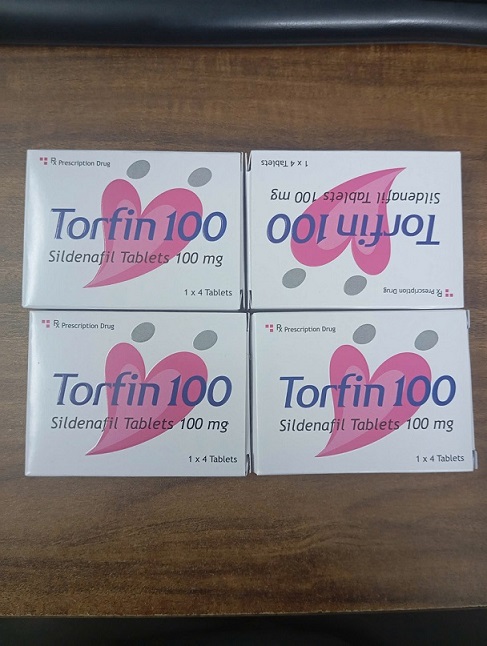 ℞ Prescription Drug
Torfin 100
Sildenafil Tablets 100 mg
1 x 4 Tablets
℞ Prescription Drug
Torfin 100
Sildenafil Tablets 100 mg
1 x 4 Tablets
℞ Prescription Drug
Torfin 100
Sildenafil Tablets 100 mg
1 x 4 Tablets
℞ Prescription Drug
Torfin 100
Sildenafil Tablets 100 mg
1 x 4 Tablets